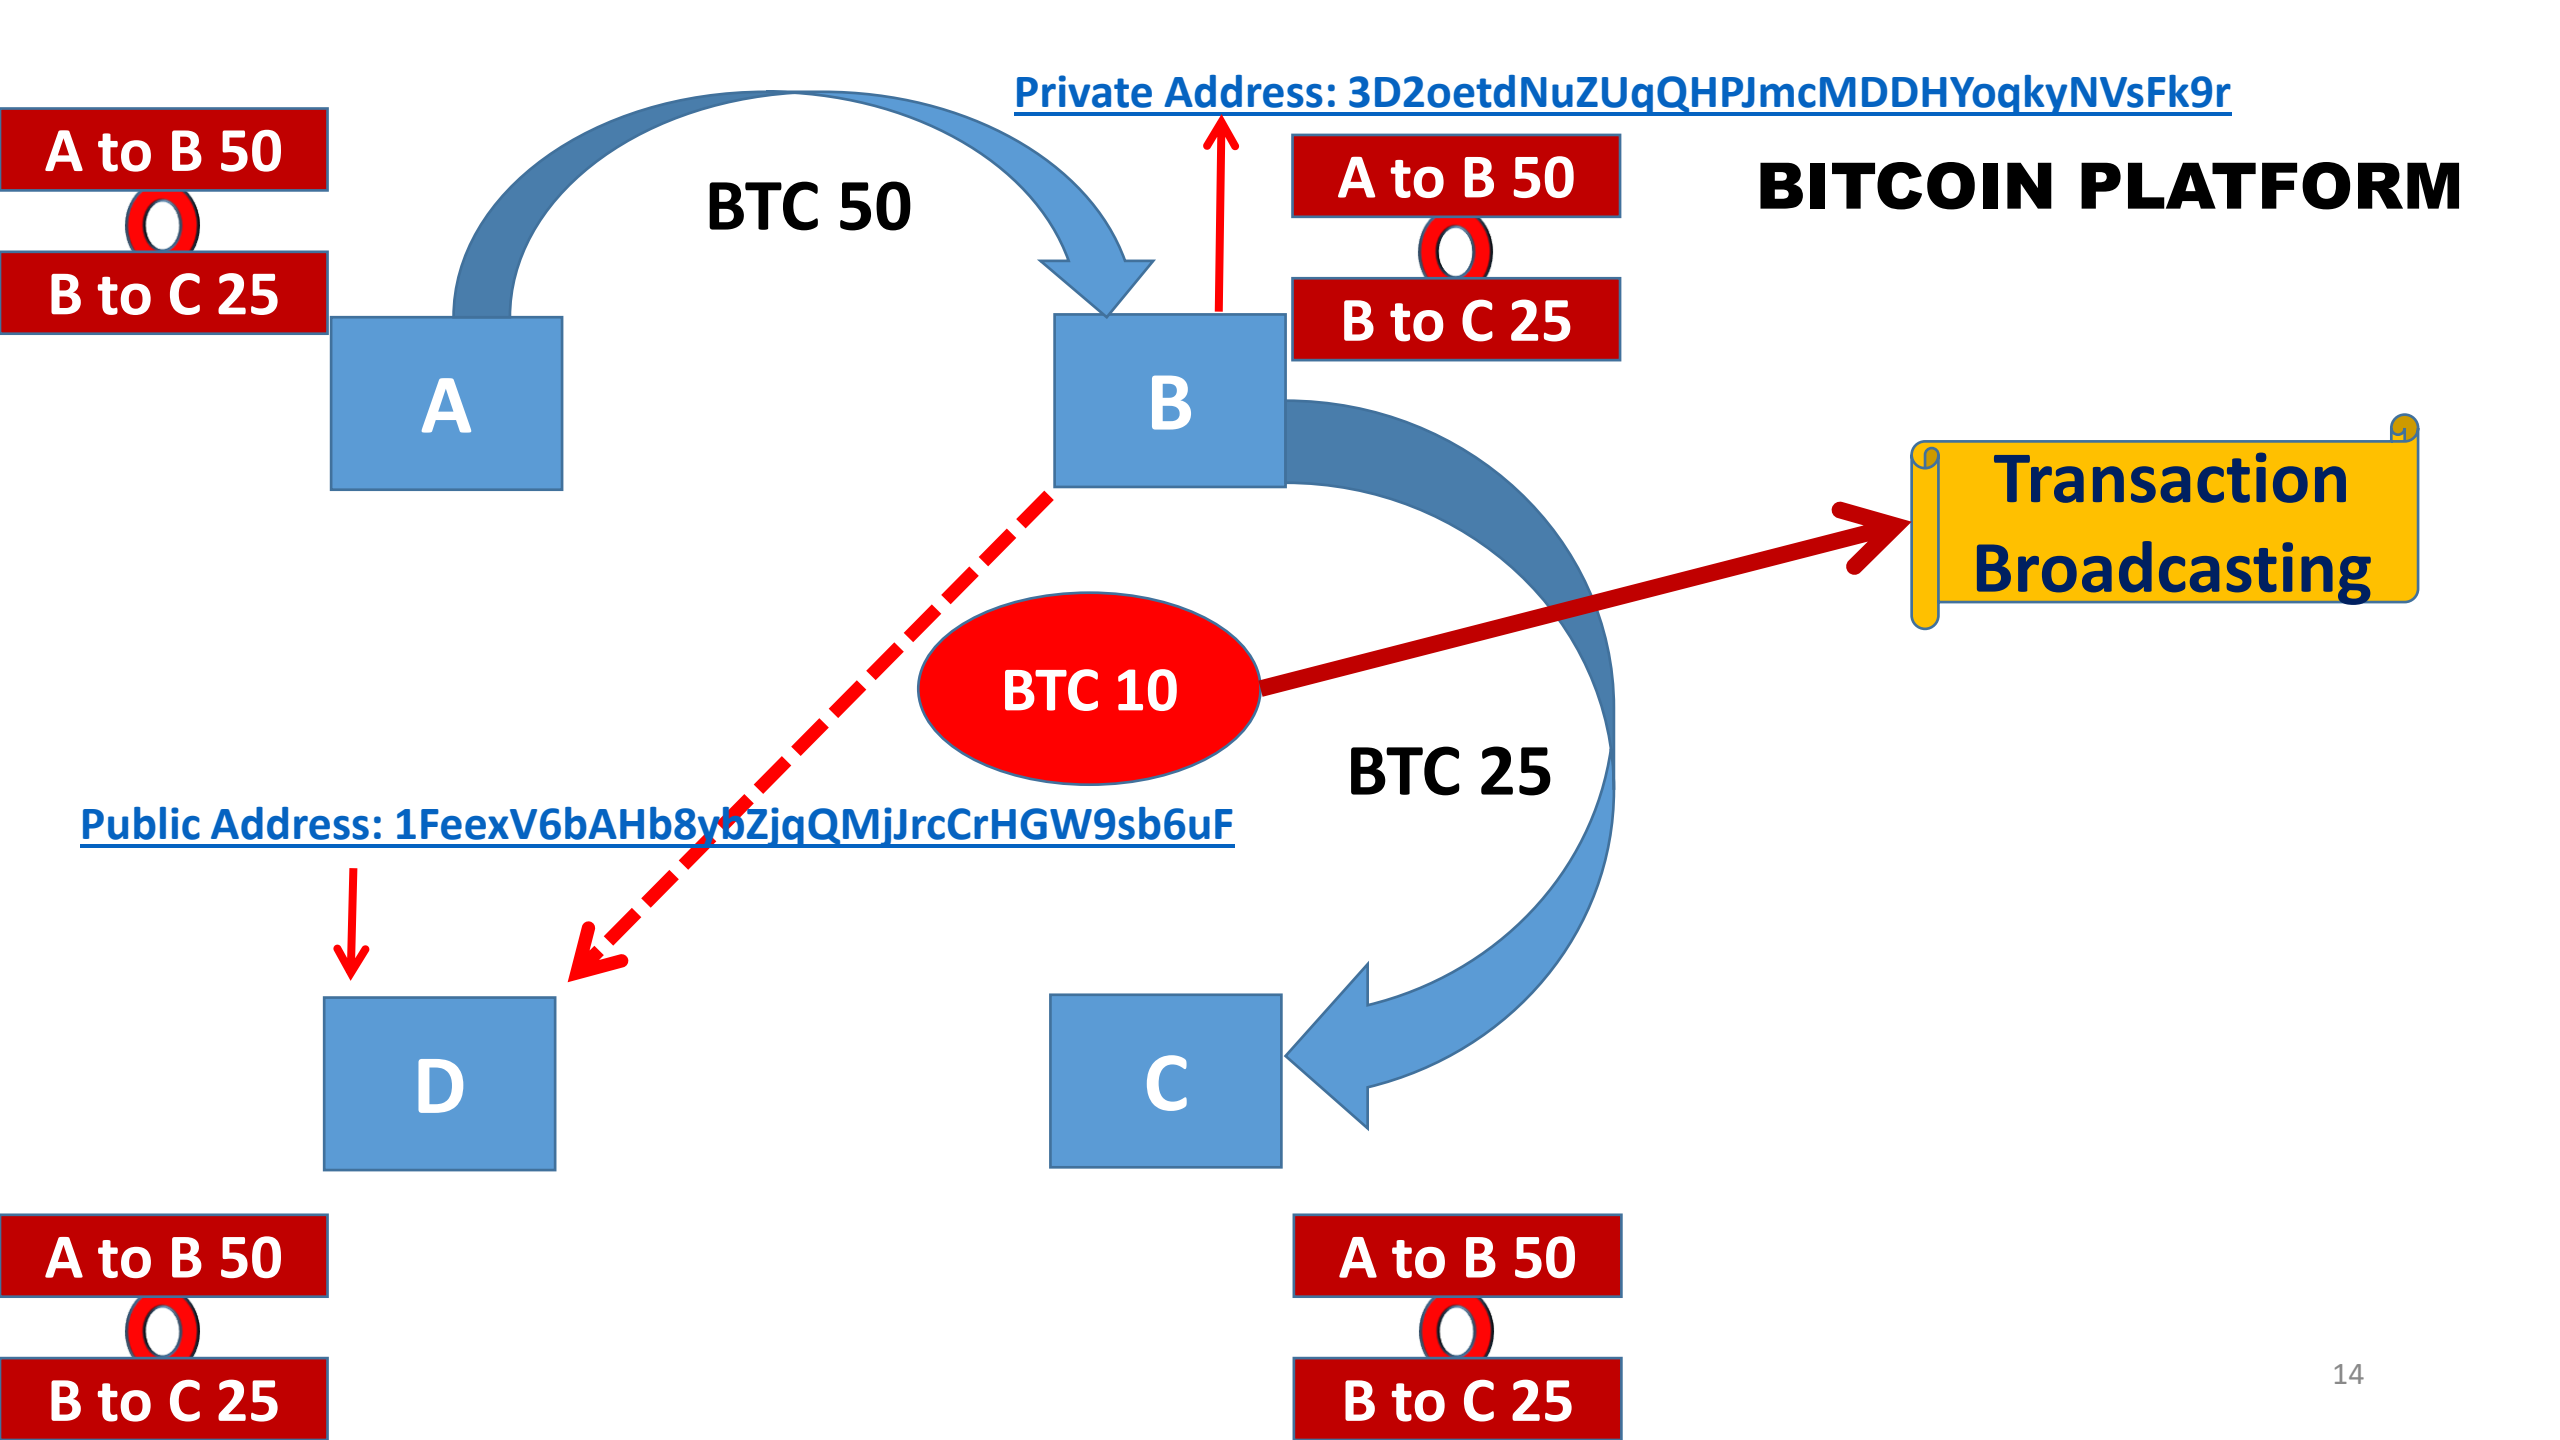 Private Address: 3D2oetdNuZUqQHPJmcMDDHYoqkyNVsFk9r
BITCOIN PLATFORM
A to B 50
B to C 25
BTC 50
A to B 50
B to C 25
A
B
Transaction
Broadcasting
BTC 10
BTC 25
Public Address: 1FeexV6bAHb8ybZjqQMjJrcCrHGW9sb6uF
D
C
A to B 50
B to C 25
A to B 50
B to C 25
14